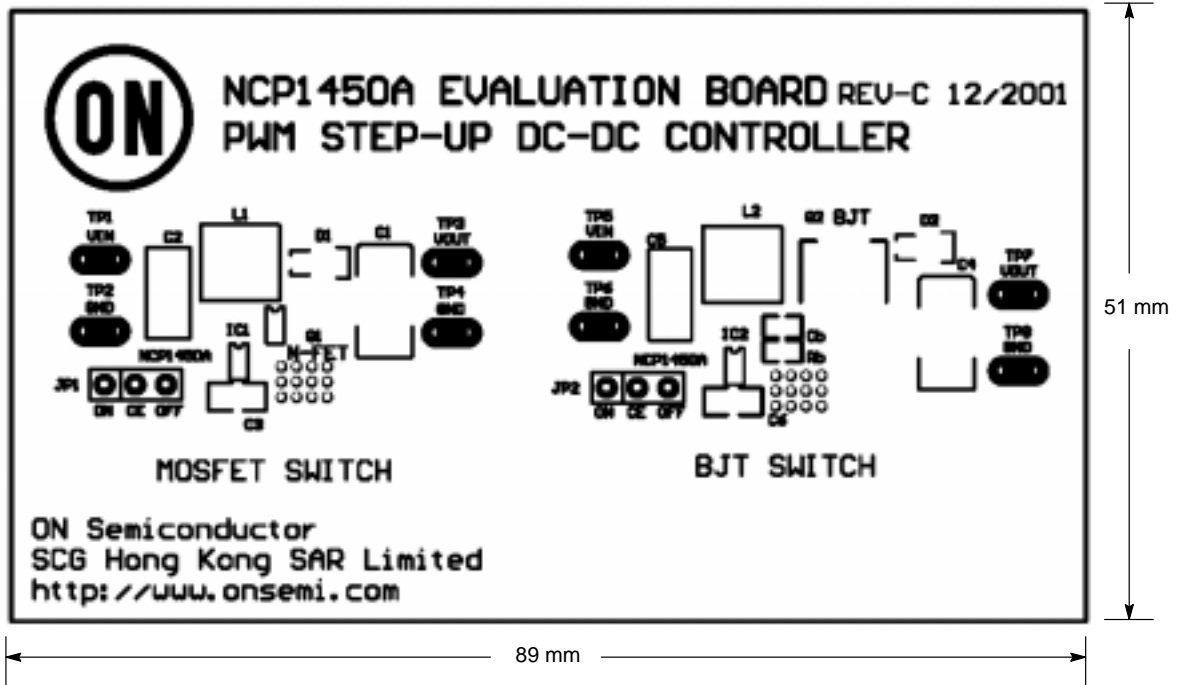 ON
NCP1450A EVALUATION BOARD REV-C 12/2001
PWM STEP-UP DC-DC CONTROLLER
TP1
VIN
C2
L1
D1
C1
TP3
VOUT
TP2
GND
TP4
GND
IC1
Q1
N-FET
NCP1450A
JP1
ON CE OFF
C3
MOSFET SWITCH
TP5
VIN
C5
L2
Q2 BJT
D2
C4
TP7
VOUT
TP6
GND
TP8
GND
IC2
Cb
Rb
NCP1450A
JP2
ON CE OFF
C6
BJT SWITCH
ON Semiconductor
SCG Hong Kong SAR Limited
http://www.onsemi.com
51 mm
89 mm